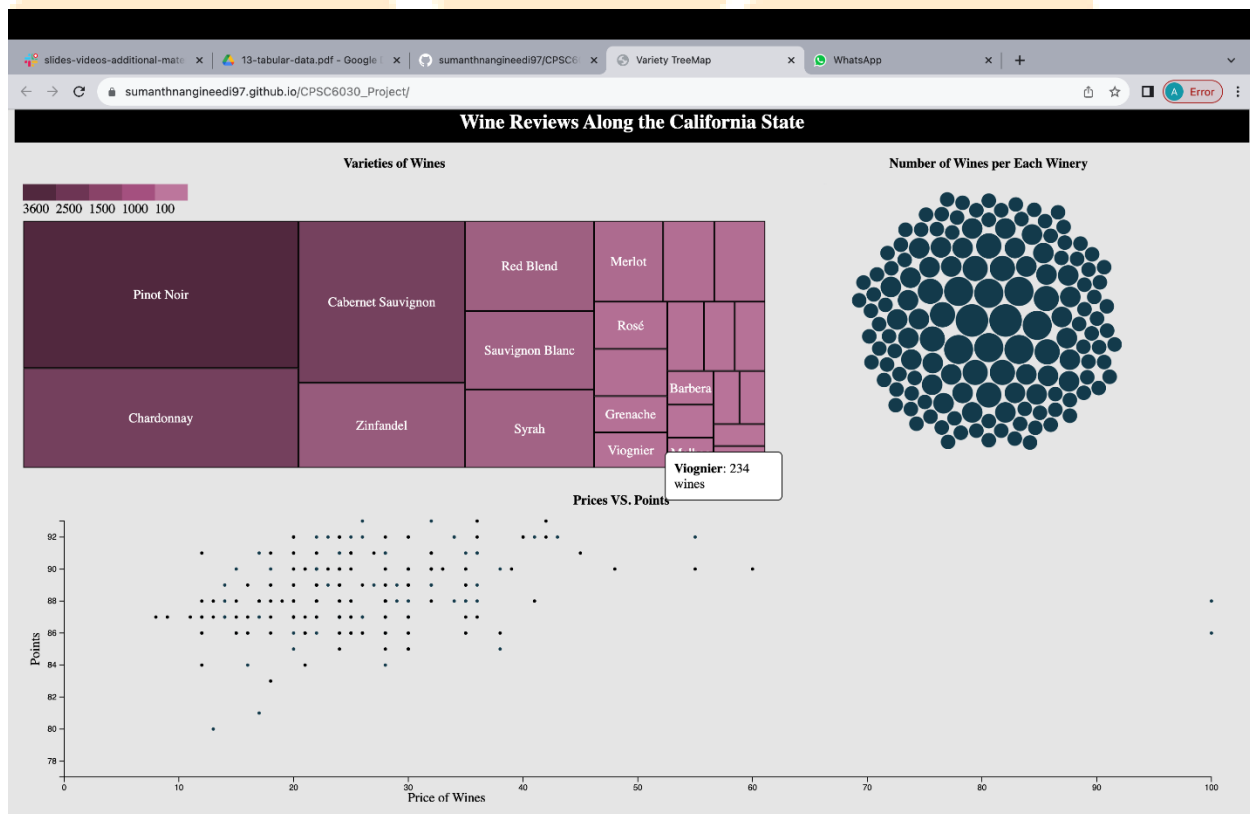 slides-videos-additional-mate
13-tabular-data.pdf - Google
sumanthnangineedi97/CPSC6
Variety TreeMap
WhatsApp
sumanthnangineedi97.github.io/CPSC6030_Project/
A Error
Wine Reviews Along the California State
Varieties of Wines
Number of Wines per Each Winery
3600 2500 1500 1000 100
Pinot Noir
Chardonnay
Cabernet Sauvignon
Zinfandel
Red Blend
Sauvignon Blanc
Syrah
Merlot
Rosé
Grenache
Viognier
Barbera
Viognier: 234
wines
Prices VS. Points
Points
92
90
88
86
84
82
80
78
0 10 20 30 40 50 60 70 80 90 100
Price of Wines